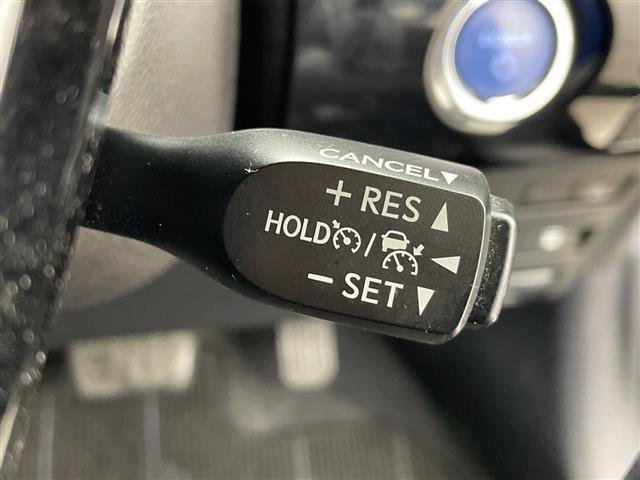 CANCEL▼
+ RES ▲
HOLD / ◀
− SET ▼